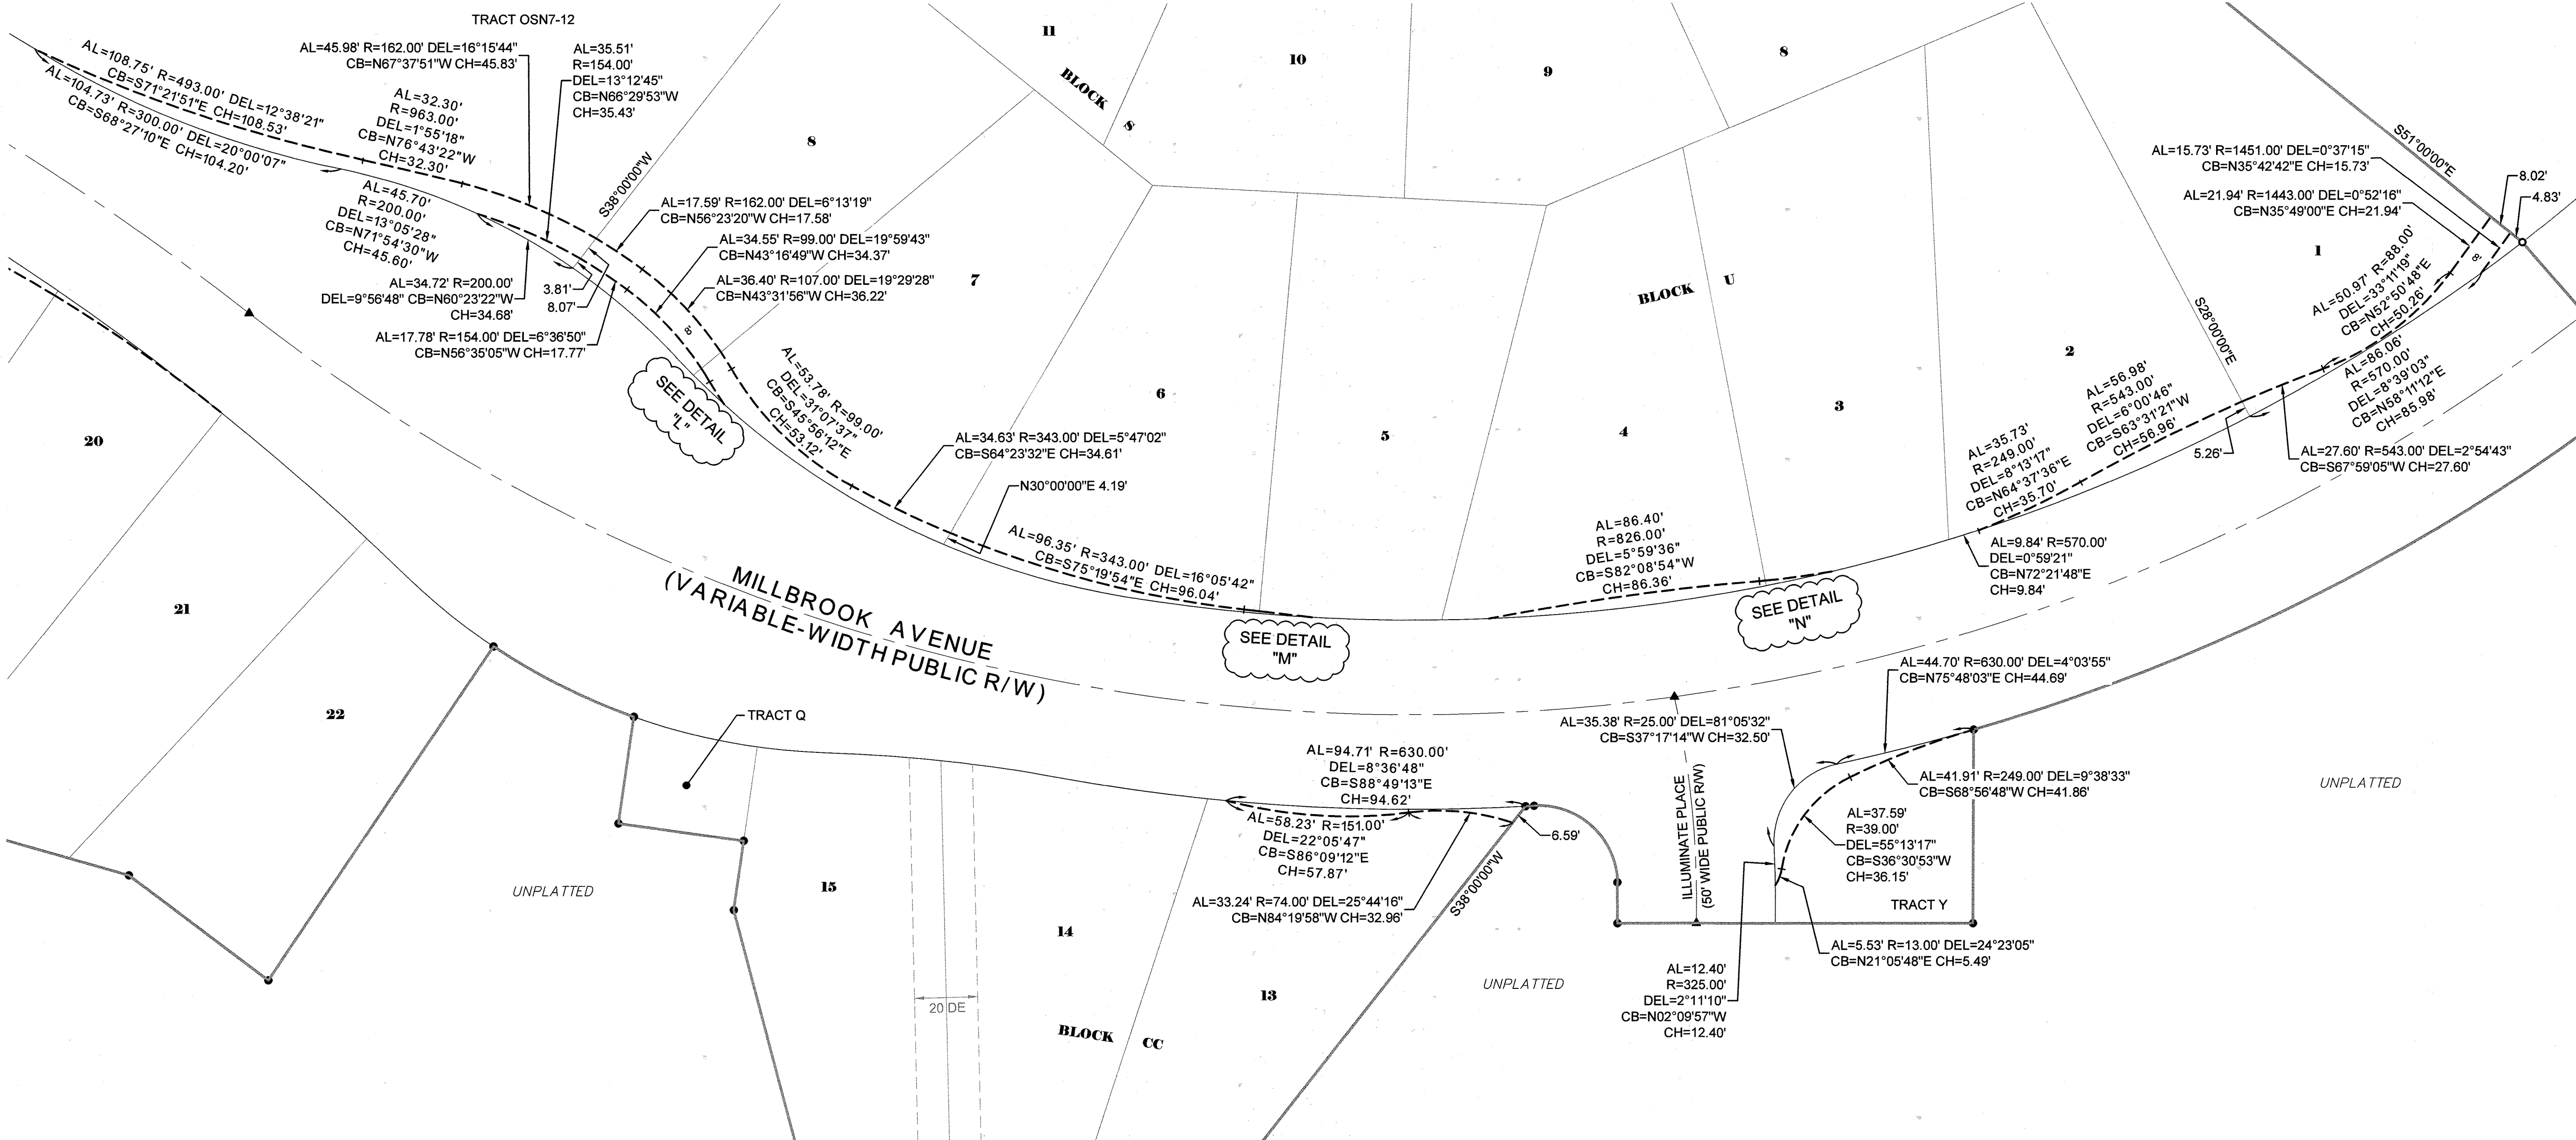 TRACT OSN7-12
AL=45.98' R=162.00' DEL=16°15'44"
CB=N67°37'51"W CH=45.83'
AL=35.51'
R=154.00'
DEL=13°12'45"
CB=N66°29'53"W
CH=35.43'
AL=108.75' R=493.00' DEL=12°38'21"
CB=S71°21'51"E CH=108.53'
AL=104.73' R=300.00' DEL=20°00'07"
CB=S68°27'10"E CH=104.20'
AL=32.30'
R=963.00'
DEL=1°55'18"
CB=N76°43'22"W
CH=32.30'
AL=45.70'
R=200.00'
DEL=13°05'28"
CB=N71°54'30"W
CH=45.60'
AL=34.72' R=200.00'
DEL=9°56'48" CB=N60°23'22"W
CH=34.68'
AL=17.78' R=154.00' DEL=6°36'50"
CB=N56°35'05"W CH=17.77'
S38°00'00"W
3.81'
8.07'
AL=17.59' R=162.00' DEL=6°13'19"
CB=N56°23'20"W CH=17.58'
AL=34.55' R=99.00' DEL=19°59'43"
CB=N43°16'49"W CH=34.37'
AL=36.40' R=107.00' DEL=19°29'28"
CB=N43°31'56"W CH=36.22'
8'
SEE DETAIL
"L"
AL=53.78' R=99.00'
DEL=31°07'37"
CB=S45°56'12"E
CH=53.12'
AL=34.63' R=343.00' DEL=5°47'02"
CB=S64°23'32"E CH=34.61'
N30°00'00"E 4.19'
AL=96.35' R=343.00' DEL=16°05'42"
CB=S75°19'54"E CH=96.04'
SEE DETAIL
"M"
11
10
9
8
BLOCK S
8
7
6
5
4
3
2
1
BLOCK U
AL=86.40'
R=826.00'
DEL=5°59'36"
CB=S82°08'54"W
CH=86.36'
SEE DETAIL
"N"
AL=9.84' R=570.00'
DEL=0°59'21"
CB=N72°21'48"E
CH=9.84'
AL=35.73'
R=249.00'
DEL=8°13'17"
CB=N64°37'36"E
CH=35.70'
AL=56.98'
R=543.00'
DEL=6°00'46"
CB=S63°31'21"W
CH=56.96'
S28°00'00"E
5.26'
AL=27.60' R=543.00' DEL=2°54'43"
CB=S67°59'05"W CH=27.60'
AL=86.06'
R=570.00'
DEL=8°39'03"
CB=N58°11'12"E
CH=85.98'
AL=50.97' R=88.00'
DEL=33°11'19"
CB=N52°50'48"E
CH=50.26'
AL=15.73' R=1451.00' DEL=0°37'15"
CB=N35°42'42"E CH=15.73'
AL=21.94' R=1443.00' DEL=0°52'16"
CB=N35°49'00"E CH=21.94'
S51°00'00"E
8.02'
4.83'
8'
MILLBROOK AVENUE
(VARIABLE-WIDTH PUBLIC R/W)
20
21
22
TRACT Q
UNPLATTED
15
14
13
20 DE
BLOCK CC
AL=94.71' R=630.00'
DEL=8°36'48"
CB=S88°49'13"E
CH=94.62'
AL=58.23' R=151.00'
DEL=22°05'47"
CB=S86°09'12"E
CH=57.87'
AL=33.24' R=74.00' DEL=25°44'16"
CB=N84°19'58"W CH=32.96'
S38°00'00"W
6.59'
UNPLATTED
ILLUMINATE PLACE
(50' WIDE PUBLIC R/W)
AL=35.38' R=25.00' DEL=81°05'32"
CB=S37°17'14"W CH=32.50'
AL=44.70' R=630.00' DEL=4°03'55"
CB=N75°48'03"E CH=44.69'
AL=41.91' R=249.00' DEL=9°38'33"
CB=S68°56'48"W CH=41.86'
AL=37.59'
R=39.00'
DEL=55°13'17"
CB=S36°30'53"W
CH=36.15'
TRACT Y
AL=5.53' R=13.00' DEL=24°23'05"
CB=N21°05'48"E CH=5.49'
AL=12.40'
R=325.00'
DEL=2°11'10"
CB=N02°09'57"W
CH=12.40'
UNPLATTED